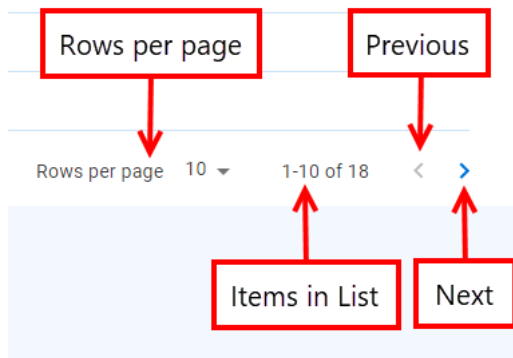 Rows per page
Previous
Rows per page 10 1-10 of 18
Items in List
Next